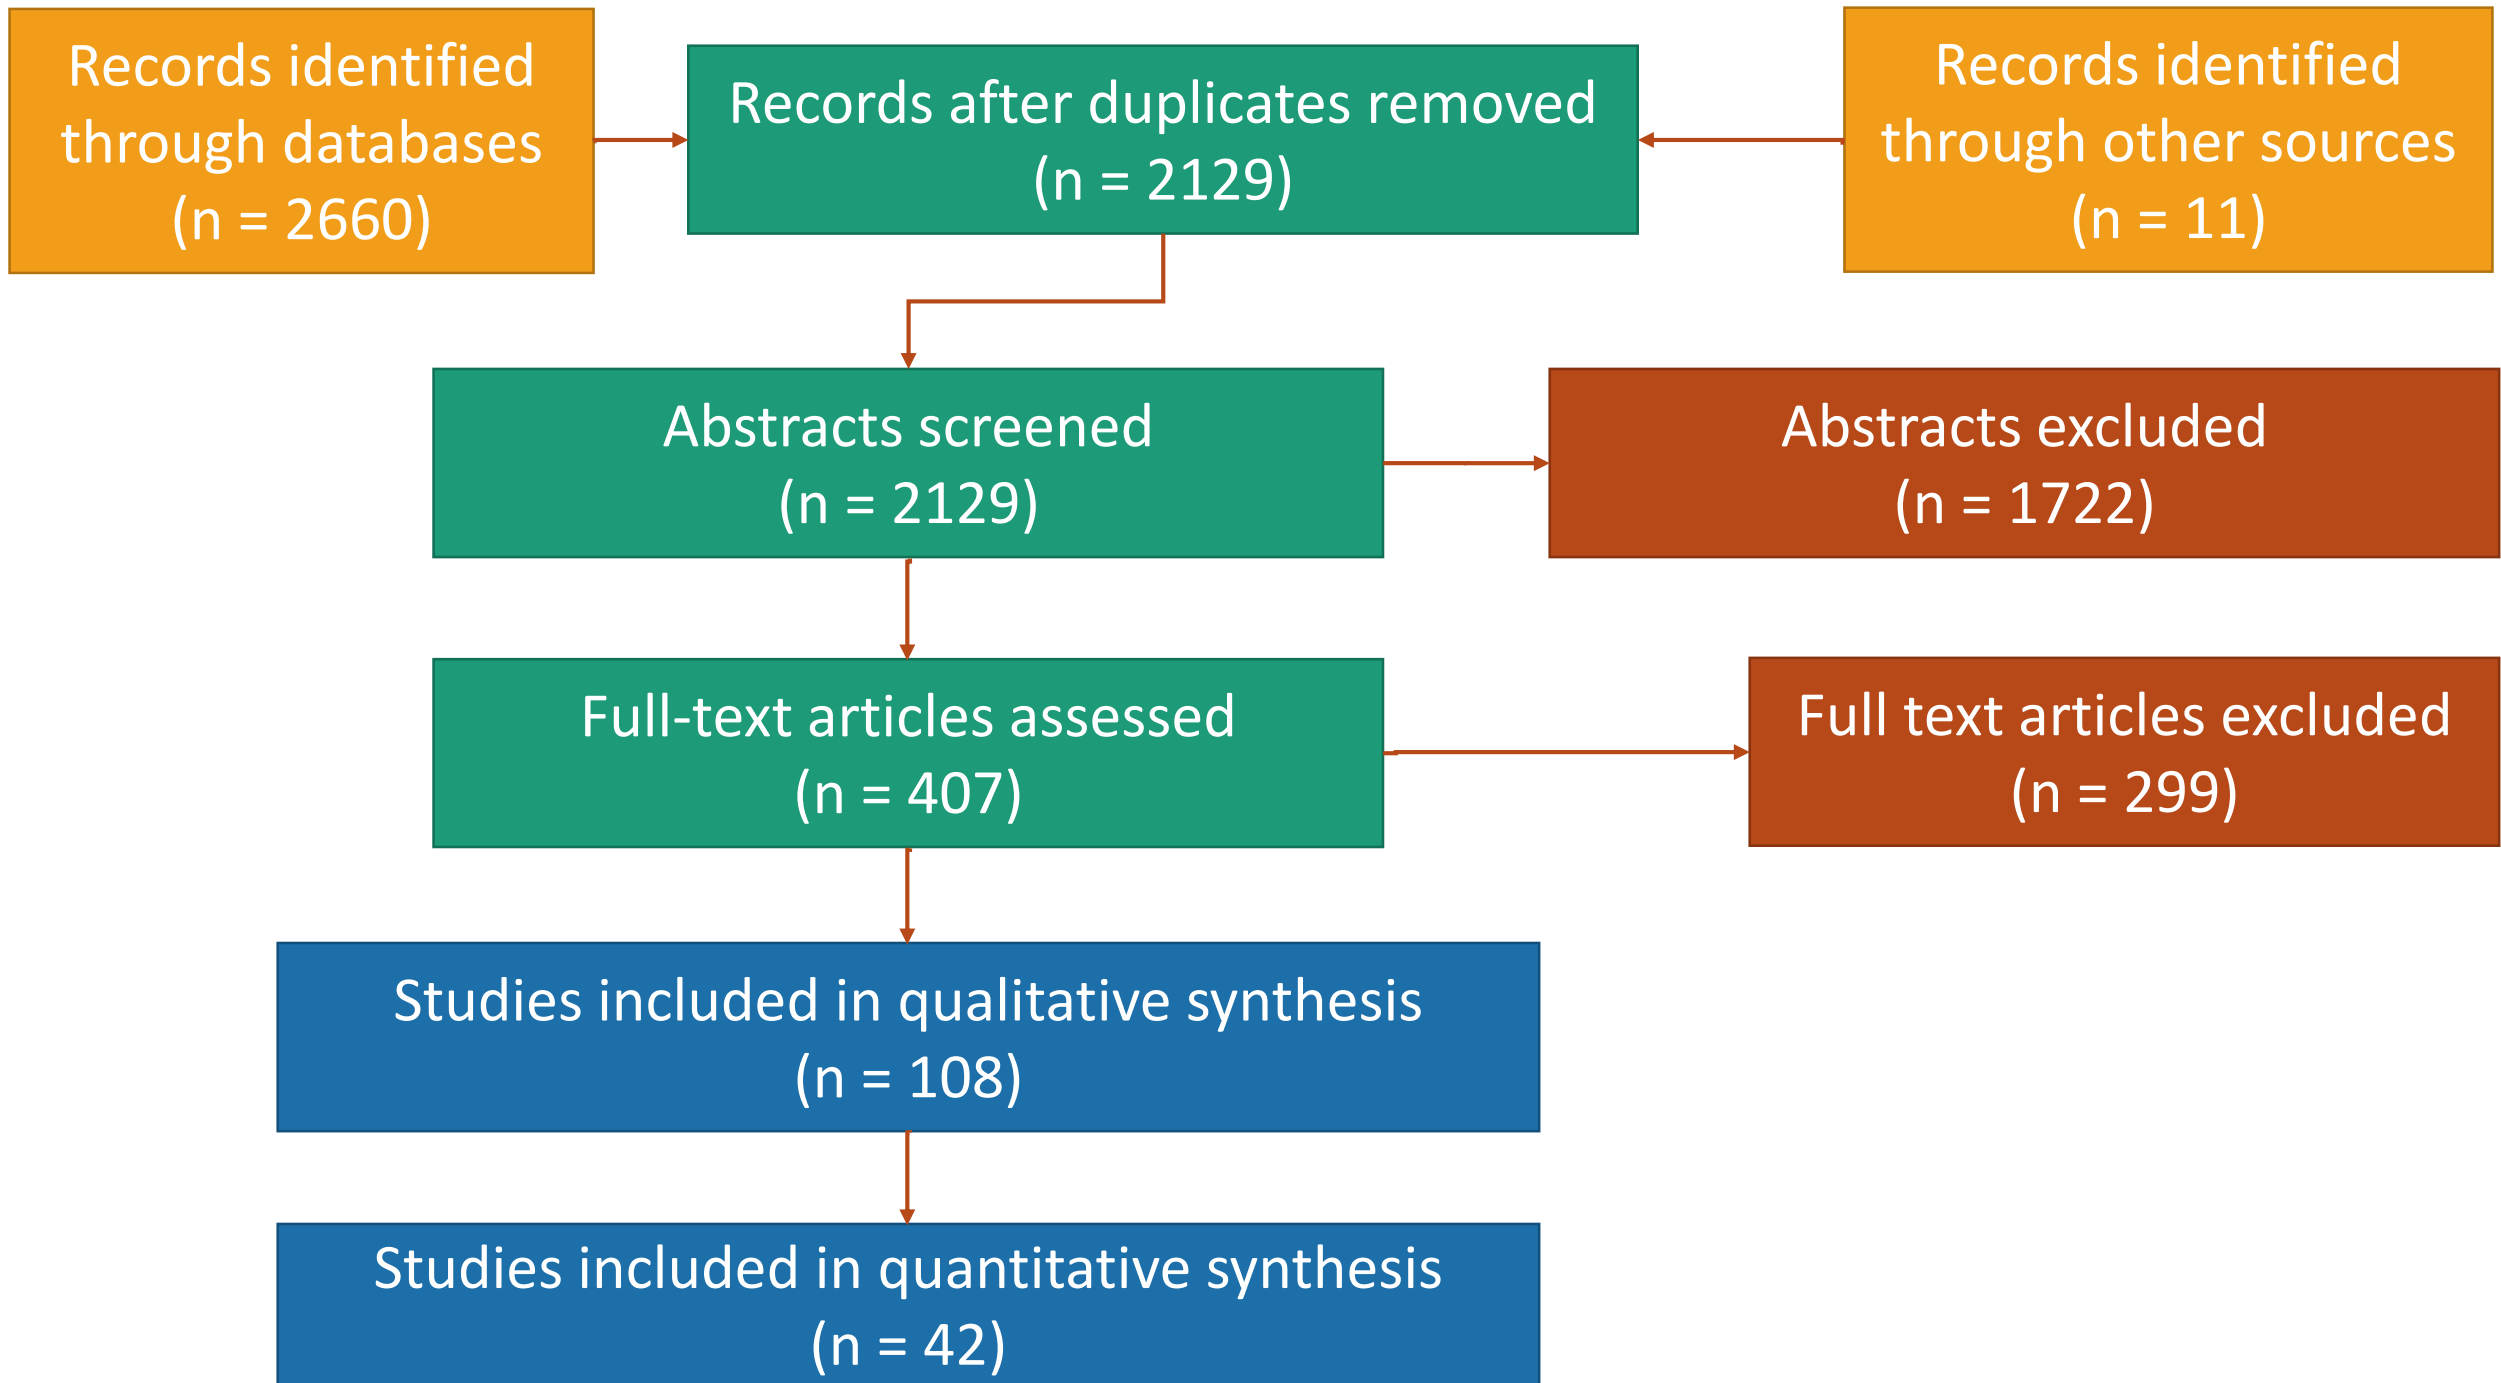 Records identified
through databases
(n = 2660)
Records after duplicates removed
(n = 2129)
Records identified
through other sources
(n = 11)
Abstracts screened
(n = 2129)
Abstracts excluded
(n = 1722)
Full-text articles assessed
(n = 407)
Full text articles excluded
(n = 299)
Studies included in qualitative synthesis
(n = 108)
Studies included in quantitative synthesis
(n = 42)